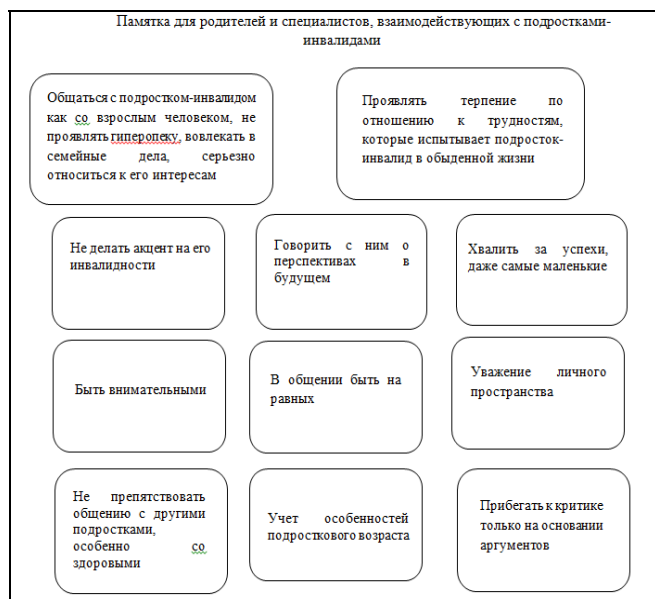 Памятка для родителей и специалистов, взаимодействующих с подростками-
инвалидами
Общаться с подростком-инвалидом
как со взрослым человеком, не
проявлять гиперопеку, вовлекать в
семейные дела, серьезно
относиться к его интересам
Проявлять терпение по
отношению к трудностям,
которые испытывает подросток-
инвалид в обыденной жизни
Не делать акцент на его
инвалидности
Говорить с ним о
перспективах в
будущем
Хвалить за успехи,
даже самые маленькие
Быть внимательными
В общении быть на
равных
Уважение личного
пространства
Не препятствовать
общению с другими
подростками,
особенно со
здоровыми
Учет особенностей
подросткового возраста
Прибегать к критике
только на основании
аргументов